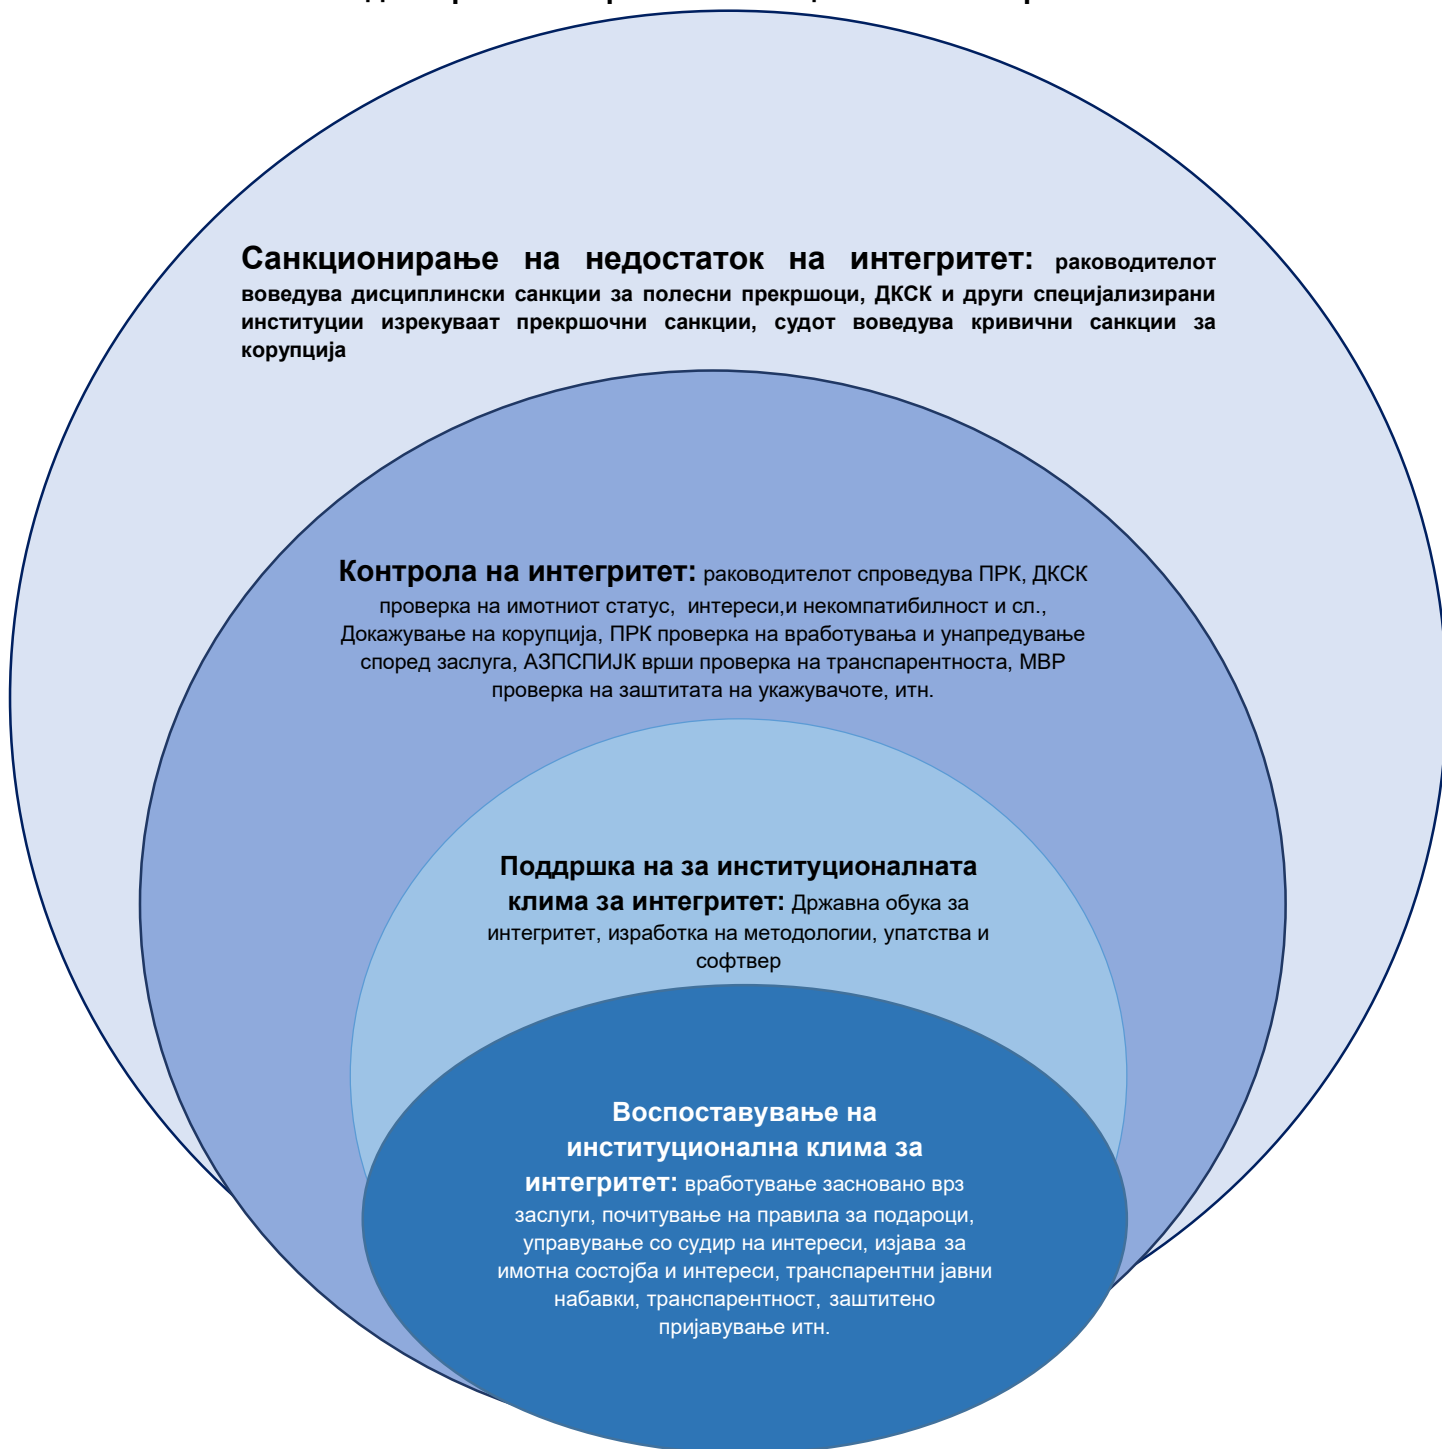 Санкционирање на недостаток на интегритет: раководителот
воведува дисциплински санкции за полесни прекршоци, ДКСК и други специјализирани
институции изрекуваат прекршочни санкции, судот воведува кривични санкции за
корупција
Контрола на интегритет: раководителот спроведува ПРК, ДКСК
проверка на имотниот статус, интереси,и некомпатибилност и сл.,
Докажување на корупција, ПРК проверка на вработувања и унапредување
според заслуга, АЗПСПИЈК врши проверка на транспарентноста, МВР
проверка на заштитата на укажувачоте, итн.
Поддршка на за институционалната
клима за интегритет: Државна обука за
интегритет, изработка на методологии, упатства и
софтвер
Воспоставување на
институционална клима за
интегритет: вработување засновано врз
заслуги, почитување на правила за подароци,
управување со судир на интереси, изјава за
имотна состојба и интереси, транспарентни јавни
набавки, транспарентност, заштитено
пријавување итн.